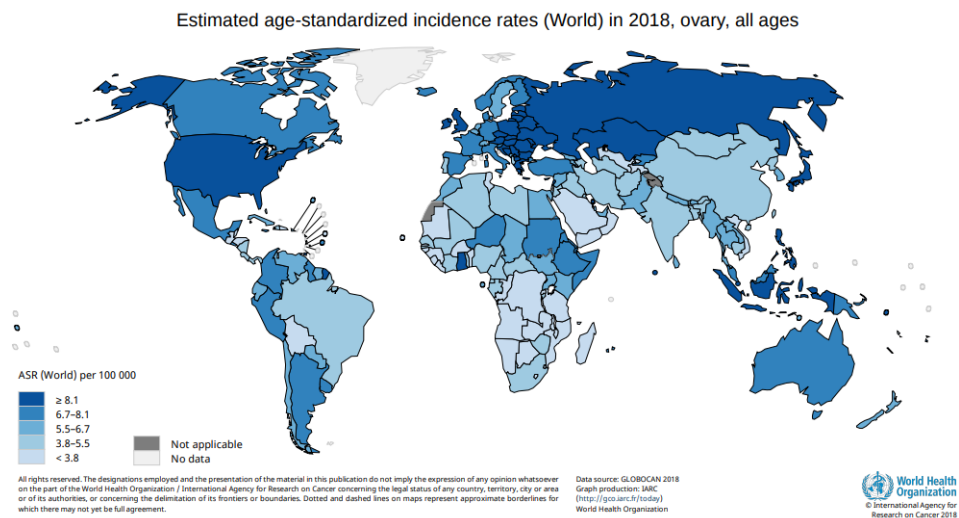 Estimated age-standardized incidence rates (World) in 2018, ovary, all ages
ASR (World) per 100 000
≥ 8.1
6.7–8.1
5.5–6.7
3.8–5.5
< 3.8
Not applicable
No data
All rights reserved. The designations employed and the presentation of the material in this publication do not imply the expression of any opinion whatsoever
on the part of the World Health Organization / International Agency for Research on Cancer concerning the legal status of any country, territory, city or area
or of its authorities, or concerning the delimitation of its frontiers or boundaries. Dotted and dashed lines on maps represent approximate borderlines for
which there may not yet be full agreement.
Data source: GLOBOCAN 2018
Graph production: IARC
(http://gco.iarc.fr/today)
World Health Organization
World Health
Organization
© International Agency for
Research on Cancer 2018